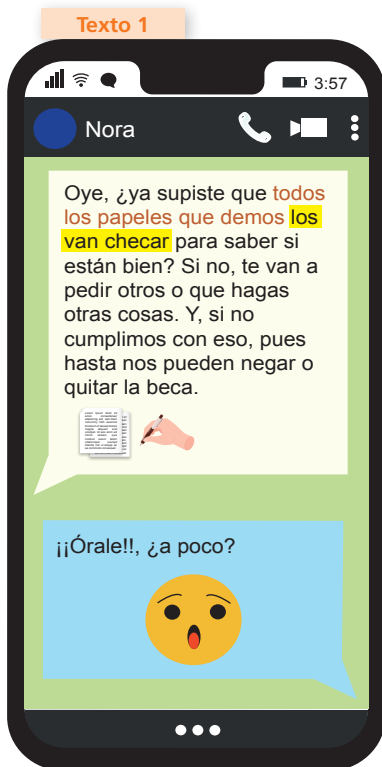 Texto 1
3:57
Nora
Oye, ¿ya supiste que todos
los papeles que demos los
van checar para saber si
están bien? Si no, te van a
pedir otros o que hagas
otras cosas. Y, si no
cumplimos con eso, pues
hasta nos pueden negar o
quitar la beca.
¡¡Órale!!, ¿a poco?